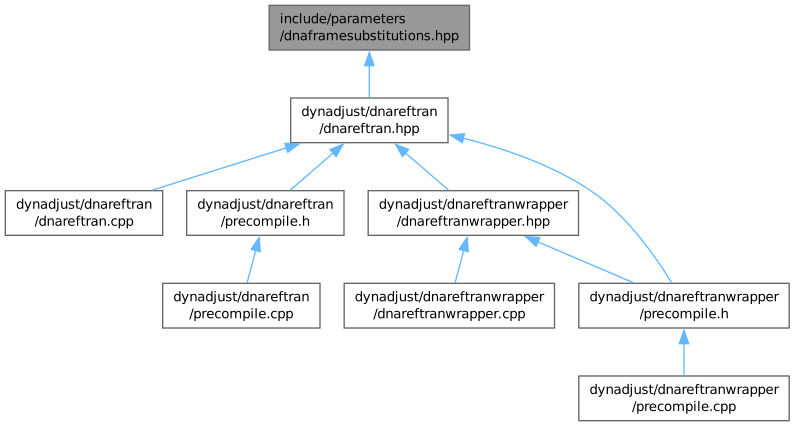 include/parameters
/dnaframesubstitutions.hpp
dynadjust/dnareftran
/dnareftran.hpp
dynadjust/dnareftran
/dnareftran.cpp
dynadjust/dnareftran
/precompile.h
dynadjust/dnareftranwrapper
/dnareftranwrapper.hpp
dynadjust/dnareftran
/precompile.cpp
dynadjust/dnareftranwrapper
/dnareftranwrapper.cpp
dynadjust/dnareftranwrapper
/precompile.h
dynadjust/dnareftranwrapper
/precompile.cpp